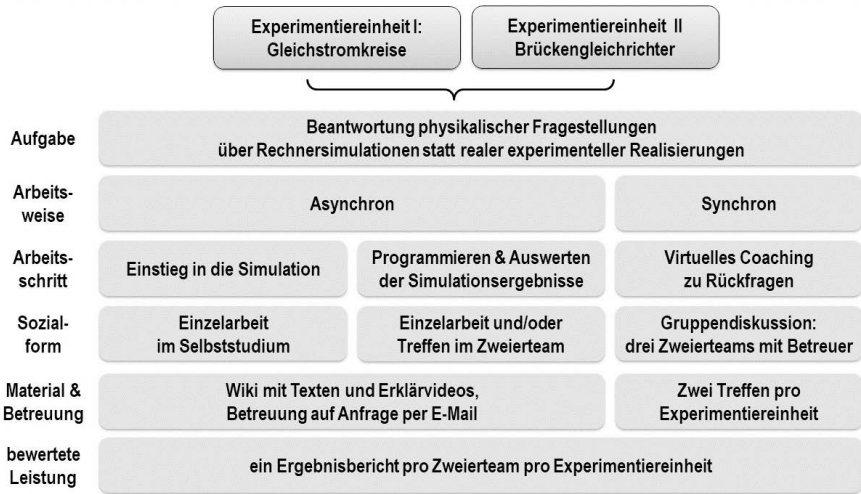 Experimentiereinheit I:
Gleichstromkreise
Experimentiereinheit II
Brückengleichrichter
Aufgabe
Beantwortung physikalischer Fragestellungen
über Rechnersimulationen statt realer experimenteller Realisierungen
Arbeits-
weise
Asynchron
Synchron
Arbeits-
schritt
Einstieg in die Simulation
Programmieren & Auswerten
der Simulationsergebnisse
Virtuelles Coaching
zu Rückfragen
Sozial-
form
Einzelarbeit
im Selbststudium
Einzelarbeit und/oder
Treffen im Zweierteam
Gruppendiskussion:
drei Zweierteams mit Betreuer
Material &
Betreuung
Wiki mit Texten und Erklärvideos,
Betreuung auf Anfrage per E-Mail
Zwei Treffen pro
Experimentiereinheit
bewertete
Leistung
ein Ergebnisbericht pro Zweierteam pro Experimentiereinheit